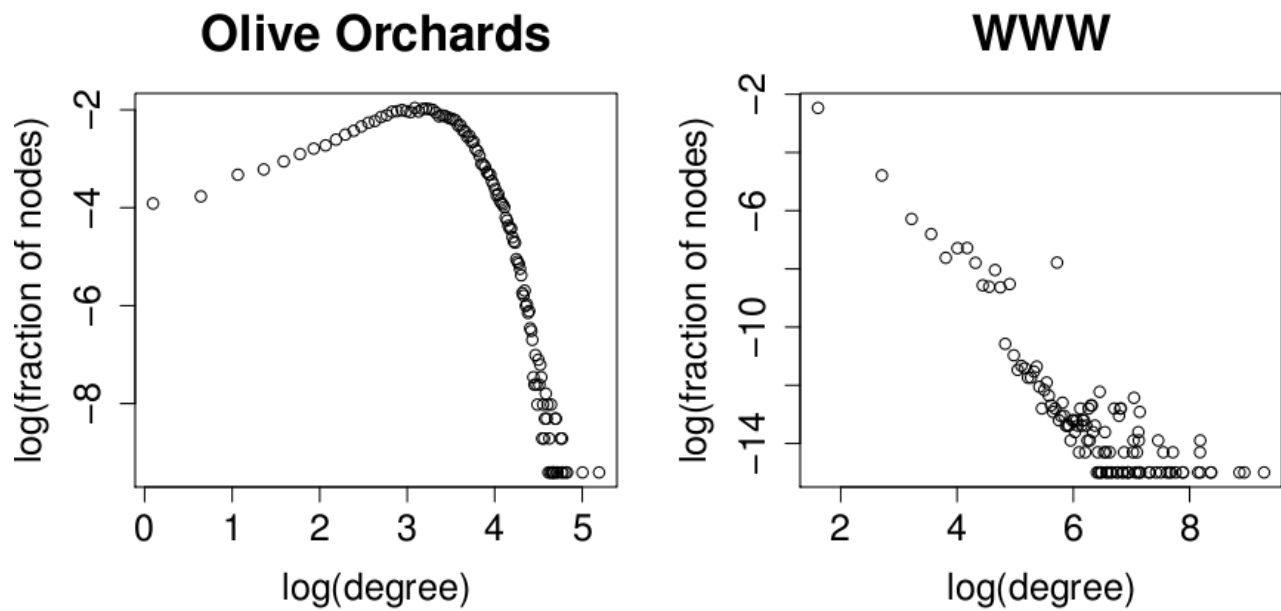 Olive Orchards
log(fraction of nodes)
−2
−4
−6
−8
0 1 2 3 4 5
log(degree)
WWW
log(fraction of nodes)
−2
−6
−10
−14
2 4 6 8
log(degree)